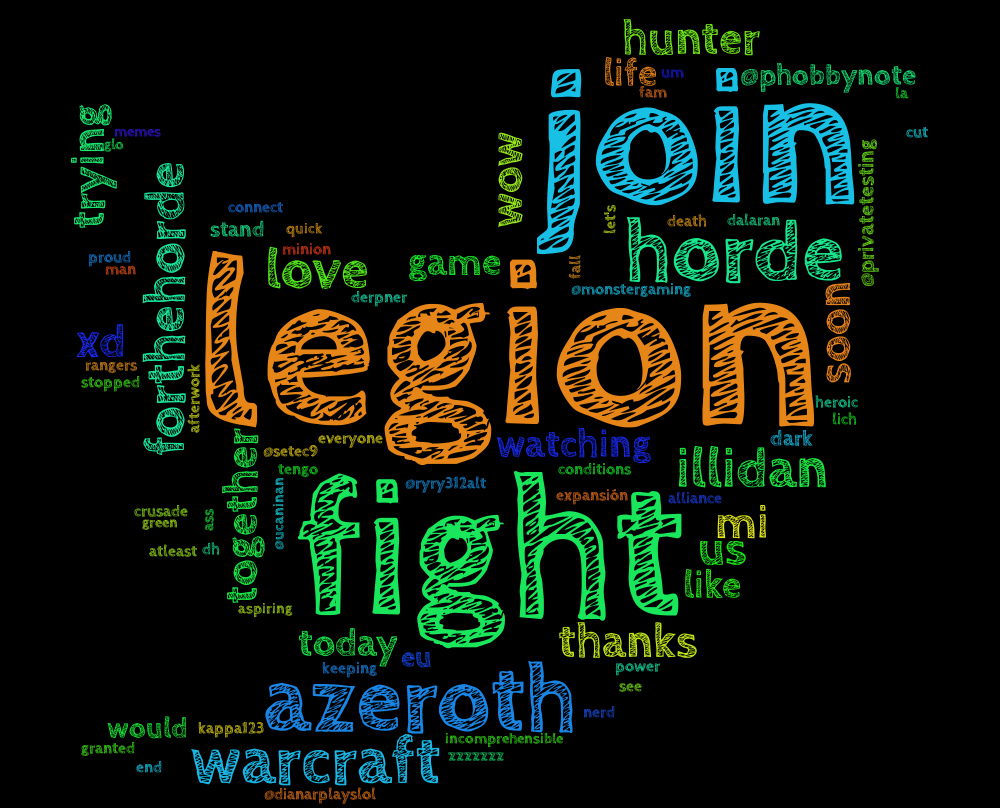 hunter
life
um
@phobbynote
fam
la
join
trying
memes
glo
wow
cut
@privatetesting
forthehorde
connect
let's
death
dalaran
stand
quick
horde
proud
man
minion
love
game
fall
derpner
@monstergaming
legion
soon
xd
rangers
stopped
afterwork
heroic
lich
everyone
watching
dark
together
@setec9
tengo
conditions
illidan
@ucaninan
@ryry312alt
expansión
alliance
fight
crusade
green
ass
mi
atleast
dh
us
like
aspiring
today
eu
thanks
keeping
power
see
azeroth
nerd
would
kappa123
granted
incomprehensible
warcraft
zzzzzzz
end
@dianarplayslol